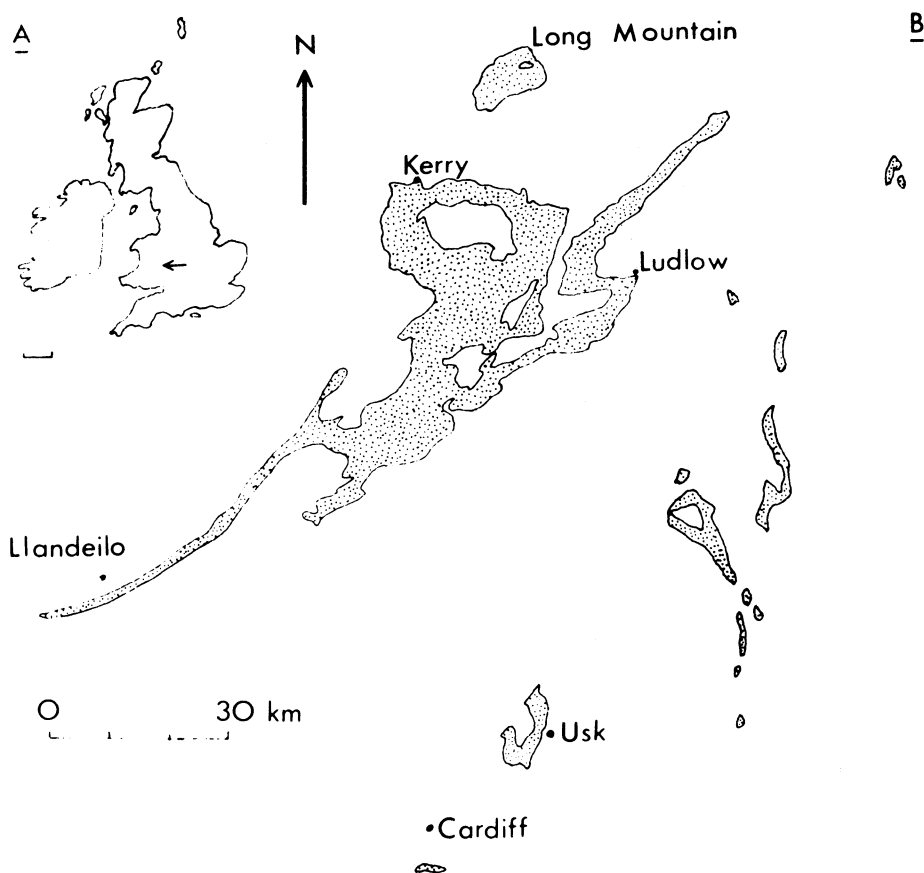 A
B
N
Long Mountain
Kerry
Ludlow
Llandeilo
0 30 km
Usk
Cardiff